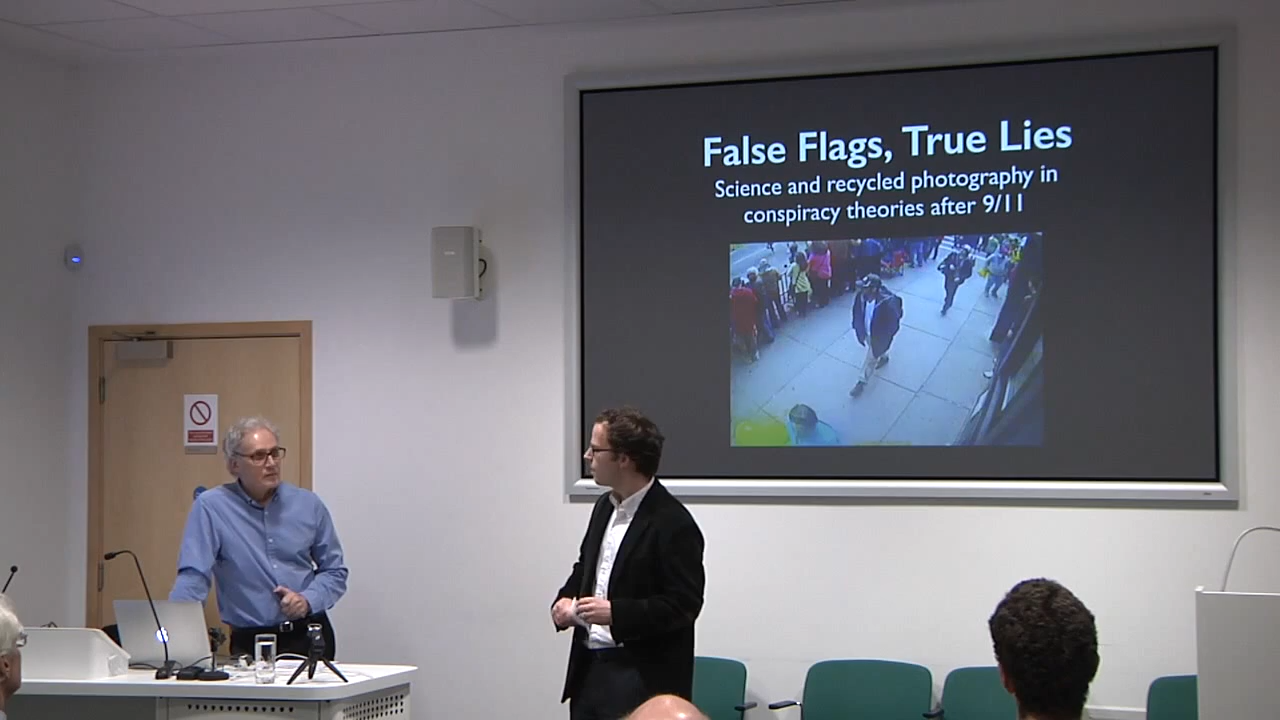 False Flags, True Lies
Science and recycled photography in
conspiracy theories after 9/11